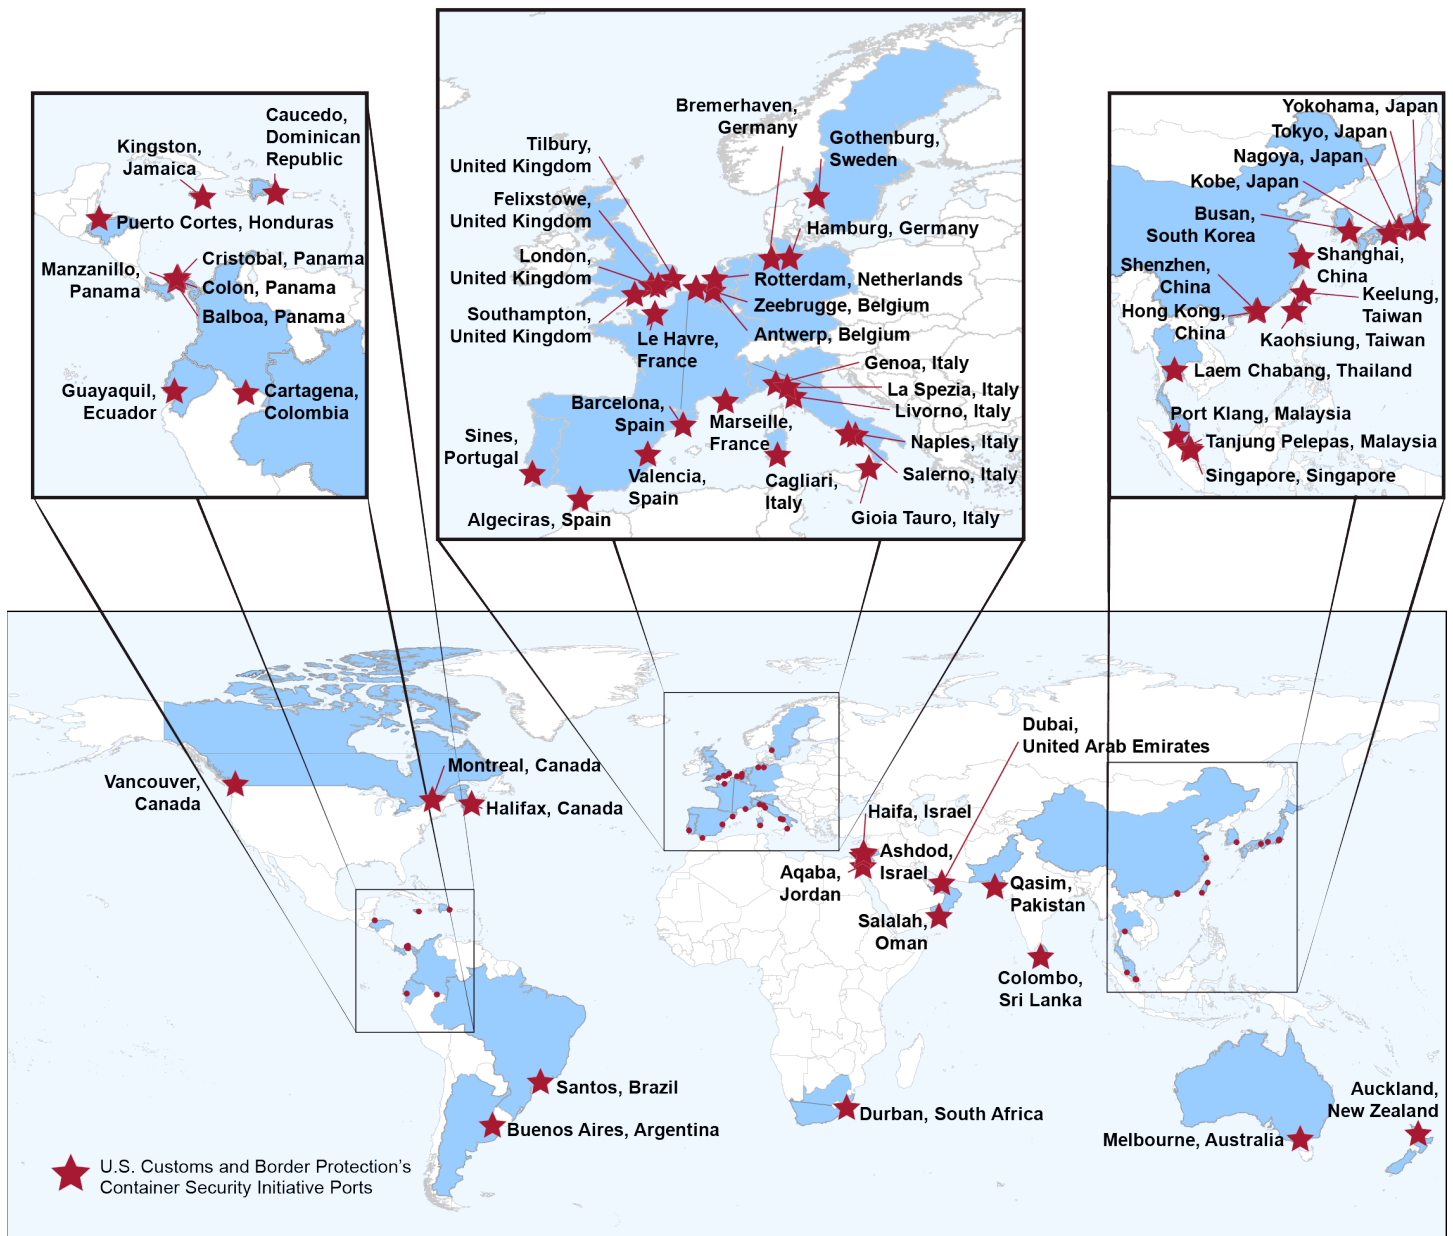 Caucedo,
Dominican
Republic
Kingston,
Jamaica
Puerto Cortes, Honduras
Cristobal, Panama
Manzanillo,
Panama
Colon, Panama
Balboa, Panama
Guayaquil,
Ecuador
Cartagena,
Colombia
Bremerhaven,
Germany
Gothenburg,
Sweden
Tilbury,
United Kingdom
Felixstowe,
United Kingdom
Hamburg, Germany
London,
United Kingdom
Rotterdam, Netherlands
Zeebrugge, Belgium
Southampton,
United Kingdom
Antwerp, Belgium
Le Havre,
France
Genoa, Italy
La Spezia, Italy
Livorno, Italy
Barcelona,
Spain
Marseille,
France
Sines,
Portugal
Naples, Italy
Valencia,
Spain
Cagliari,
Italy
Salerno, Italy
Algeciras, Spain
Gioia Tauro, Italy
Yokohama, Japan
Tokyo, Japan
Nagoya, Japan
Kobe, Japan
Busan,
South Korea
Shanghai,
China
Shenzhen,
China
Keelung,
Taiwan
Hong Kong,
China
Kaohsiung, Taiwan
Laem Chabang, Thailand
Port Klang, Malaysia
Tanjung Pelepas, Malaysia
Singapore, Singapore
Dubai,
United Arab Emirates
Vancouver,
Canada
Montreal, Canada
Halifax, Canada
Haifa, Israel
Ashdod,
Israel
Aqaba,
Jordan
Qasim,
Pakistan
Salalah,
Oman
Colombo,
Sri Lanka
Santos, Brazil
Buenos Aires, Argentina
Durban, South Africa
Auckland,
New Zealand
Melbourne, Australia
U.S. Customs and Border Protection’s
Container Security Initiative Ports